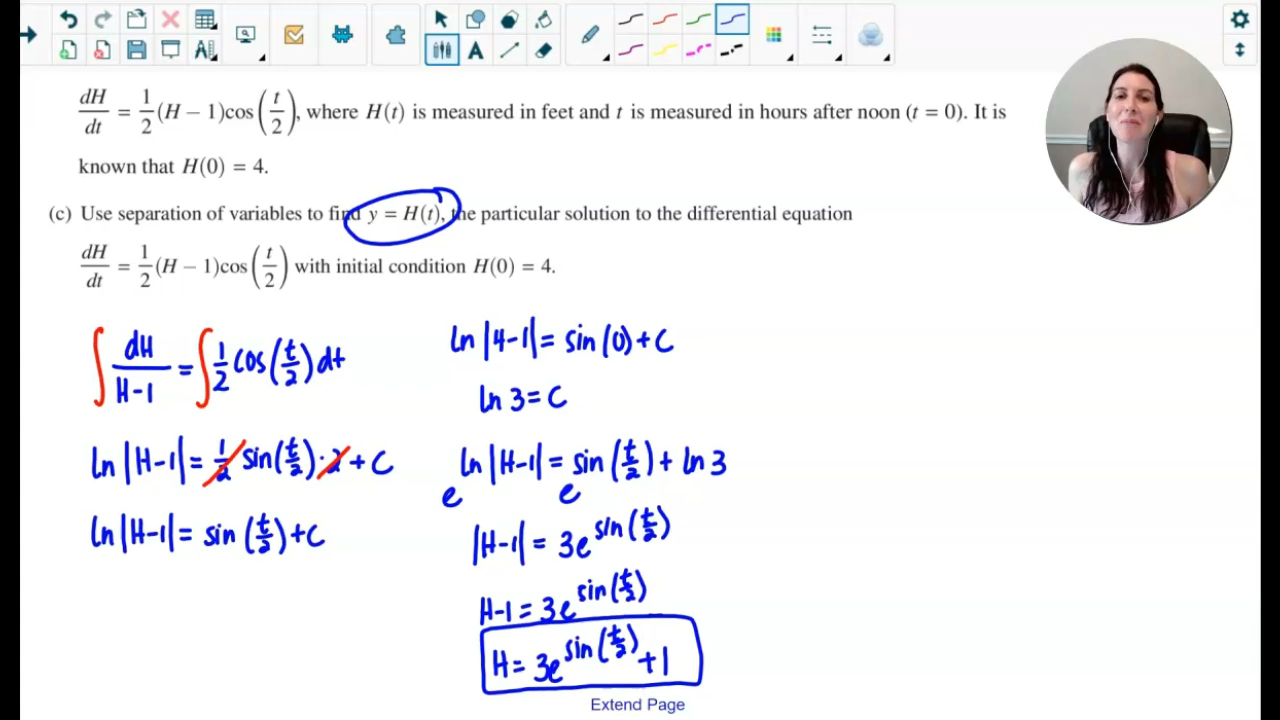 dH/dt = 1/2 (H − 1)cos(t/2), where H(t) is measured in feet and t is measured in hours after noon (t = 0). It is
known that H(0) = 4.
(c) Use separation of variables to find y = H(t), the particular solution to the differential equation
dH/dt = 1/2 (H − 1)cos(t/2) with initial condition H(0) = 4.
∫ dH/(H-1) = ∫ 1/2 cos(t/2) dt
ln|H-1| = 1/2 sin(t/2) · 2 + C
ln|H-1| = sin(t/2) + C
ln|4-1| = sin(0) + C
ln 3 = C
e^(ln|H-1|) = e^(sin(t/2) + ln 3)
|H-1| = 3e^(sin(t/2))
H-1 = 3e^(sin(t/2))
H = 3e^(sin(t/2)) + 1
Extend Page